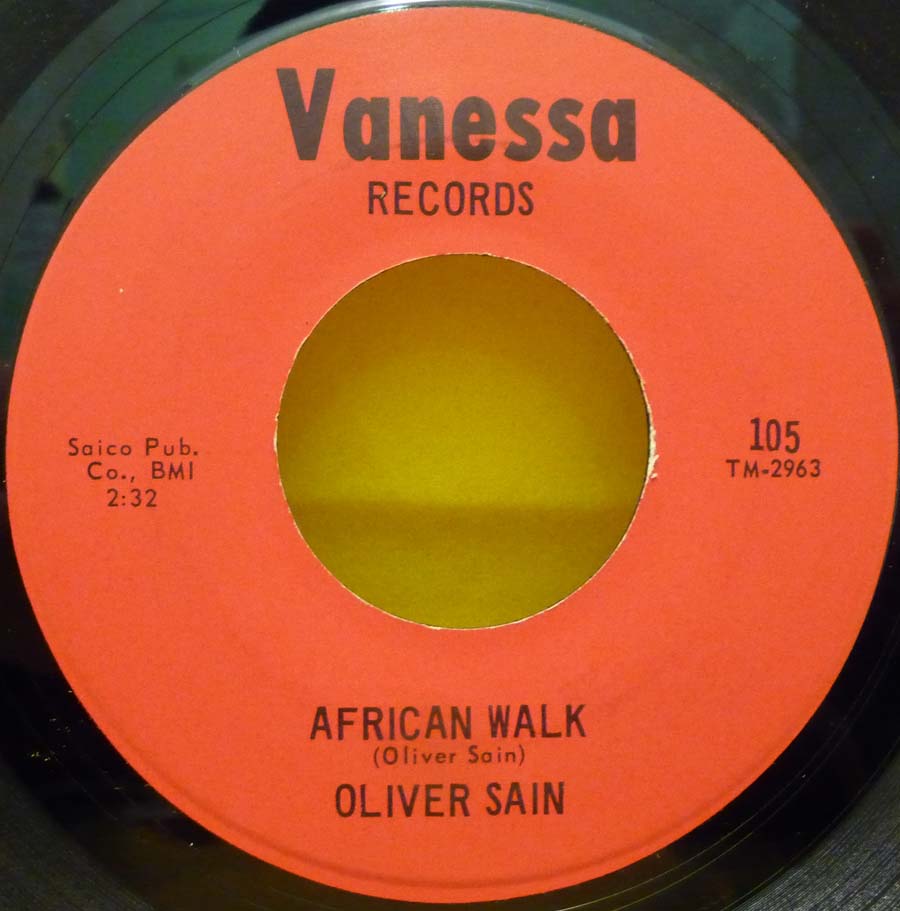 Vanessa
RECORDS
Saico Pub.
Co., BMI
2:32
105
TM-2963
AFRICAN WALK
(Oliver Sain)
OLIVER SAIN